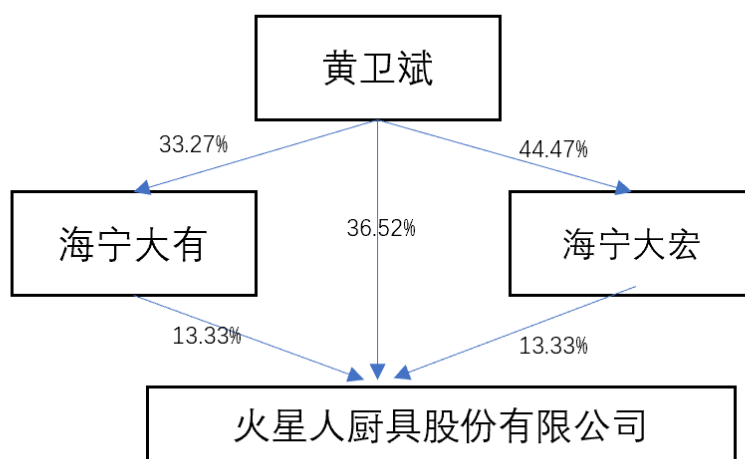 黄卫斌
33.27%
44.47%
海宁大有
36.52%
海宁大宏
13.33%
13.33%
火星人厨具股份有限公司